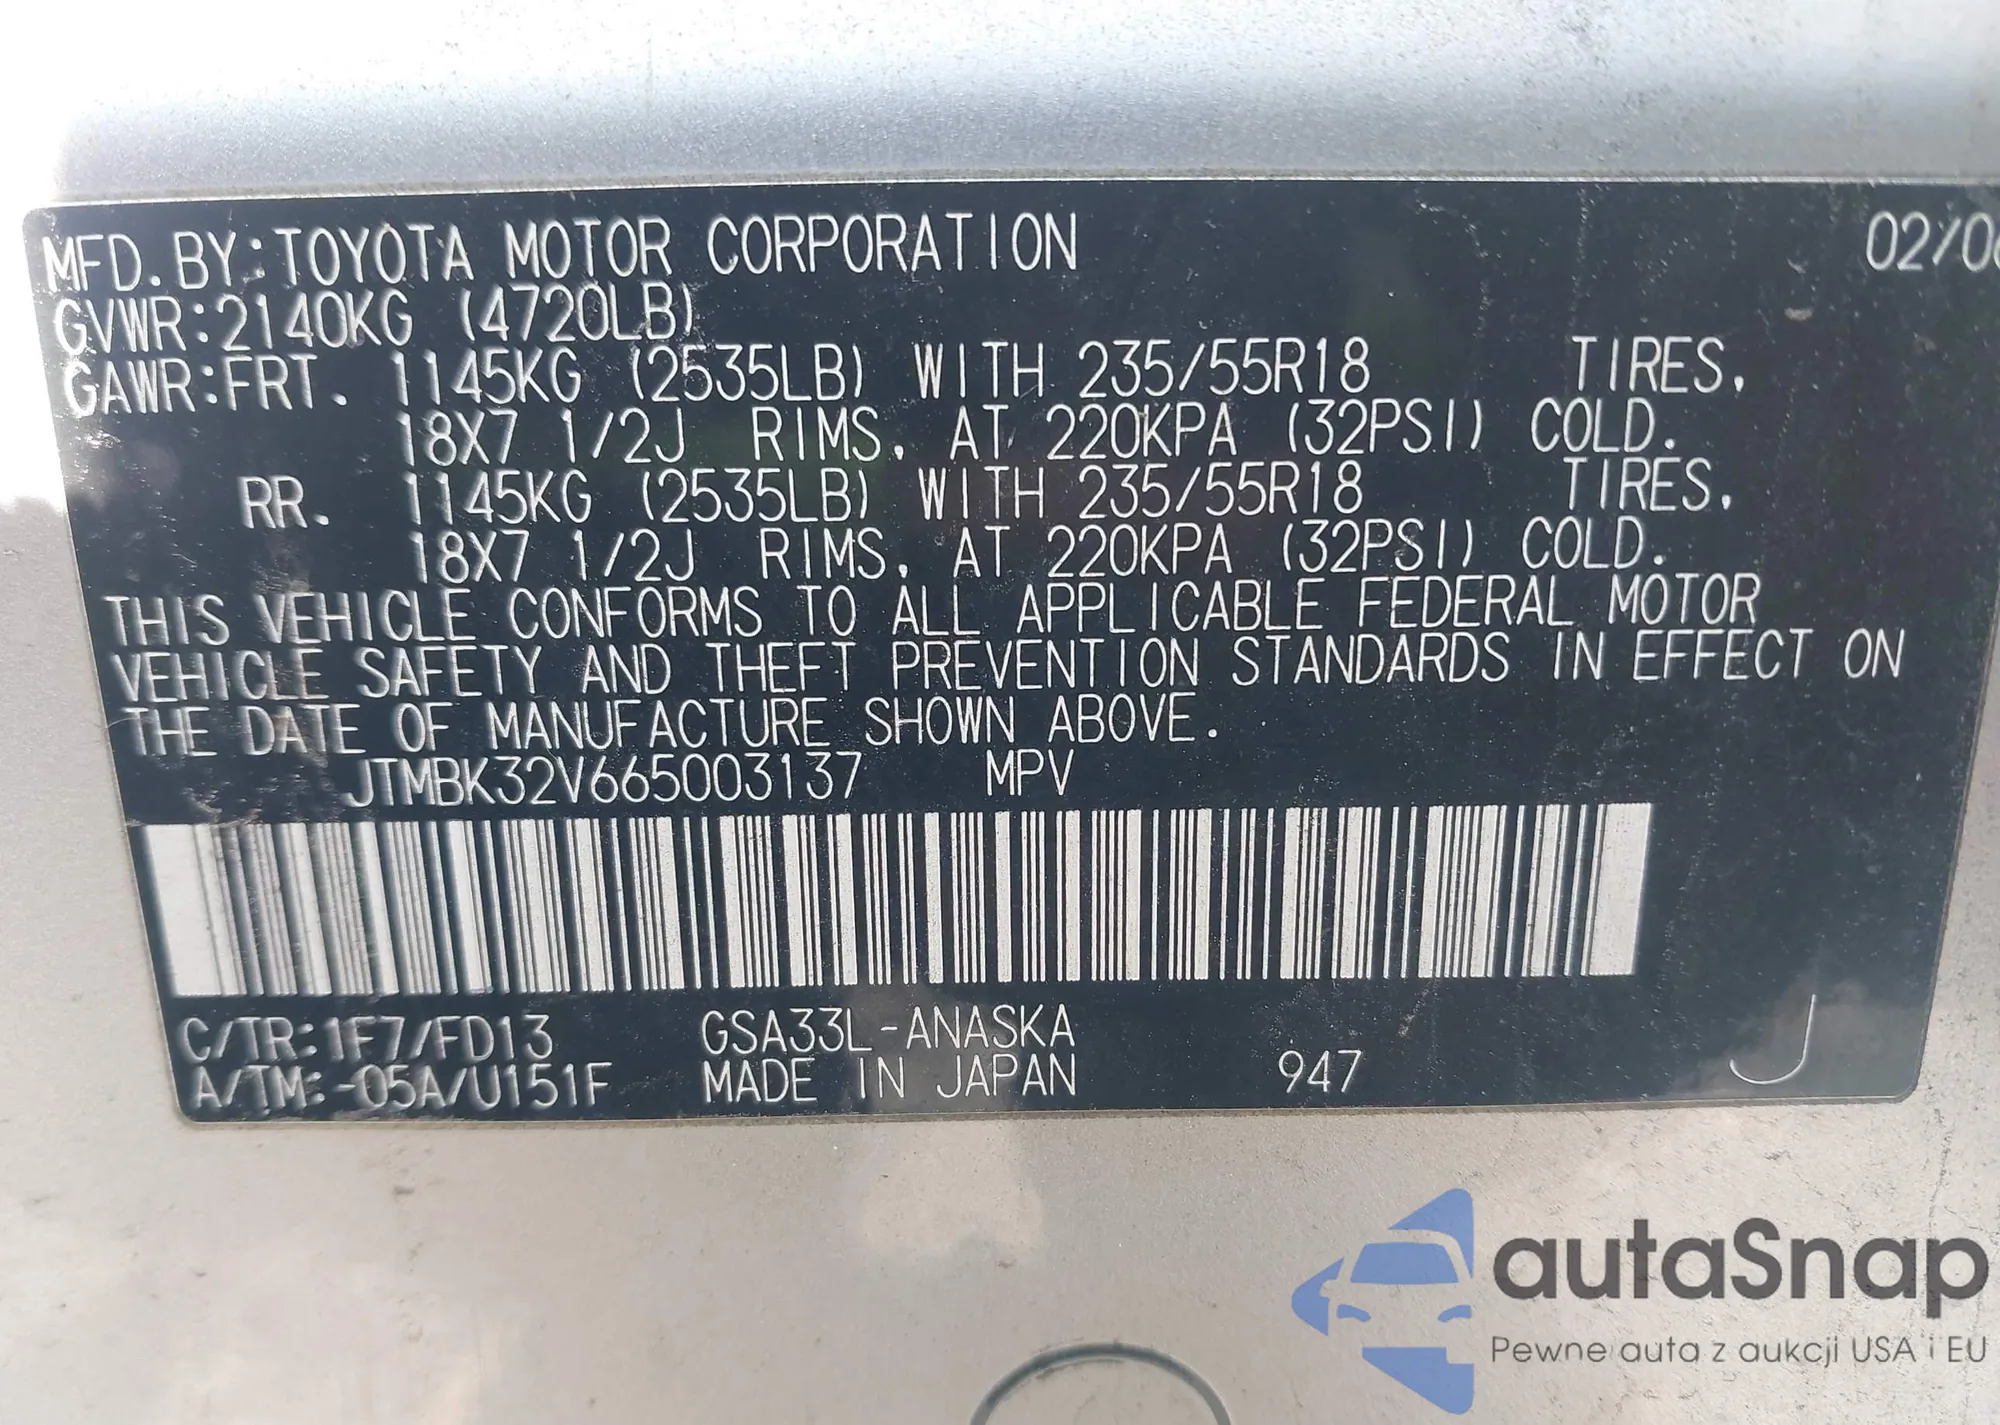 MFD. BY: TOYOTA MOTOR CORPORATION 02/06
GVWR: 2140KG (4720LB)
GAWR: FRT. 1145KG (2535LB) WITH 235/55R18 TIRES,
18X7 1/2J RIMS, AT 220KPA (32PSI) COLD.
RR. 1145KG (2535LB) WITH 235/55R18 TIRES,
18X7 1/2J RIMS, AT 220KPA (32PSI) COLD.
THIS VEHICLE CONFORMS TO ALL APPLICABLE FEDERAL MOTOR
VEHICLE SAFETY AND THEFT PREVENTION STANDARDS IN EFFECT ON
THE DATE OF MANUFACTURE SHOWN ABOVE.
JTMBK32V665003137 MPV
C/TR: 1F7/FD13 GSA33L-ANASKA
A/TM: -05A/U151F MADE IN JAPAN 947 J
autaSnap
Pewne auta z aukcji USA i EU